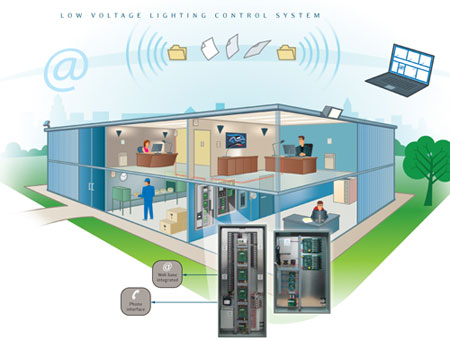 LOW VOLTAGE LIGHTING CONTROL SYSTEM
@
@
Web base
integrated
Phone
interface